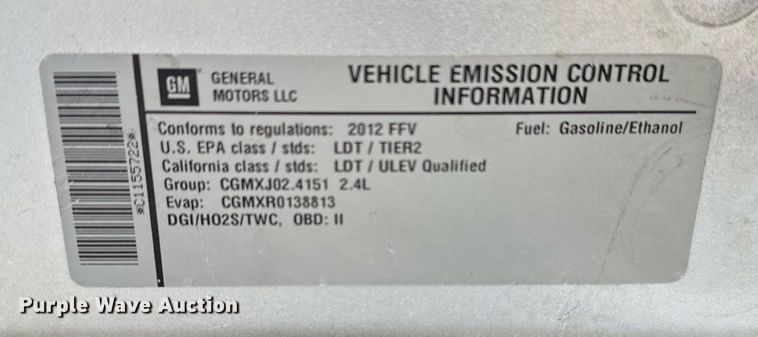 GM
GENERAL
MOTORS LLC
VEHICLE EMISSION CONTROL
INFORMATION
Conforms to regulations: 2012 FFV Fuel: Gasoline/Ethanol
U.S. EPA class / stds: LDT / TIER2
California class / stds: LDT / ULEV Qualified
Group: CGMXJ02.4151 2.4L
Evap: CGMXR0138813
DGI/HO2S/TWC, OBD: II
*C1155722*
Purple Wave Auction